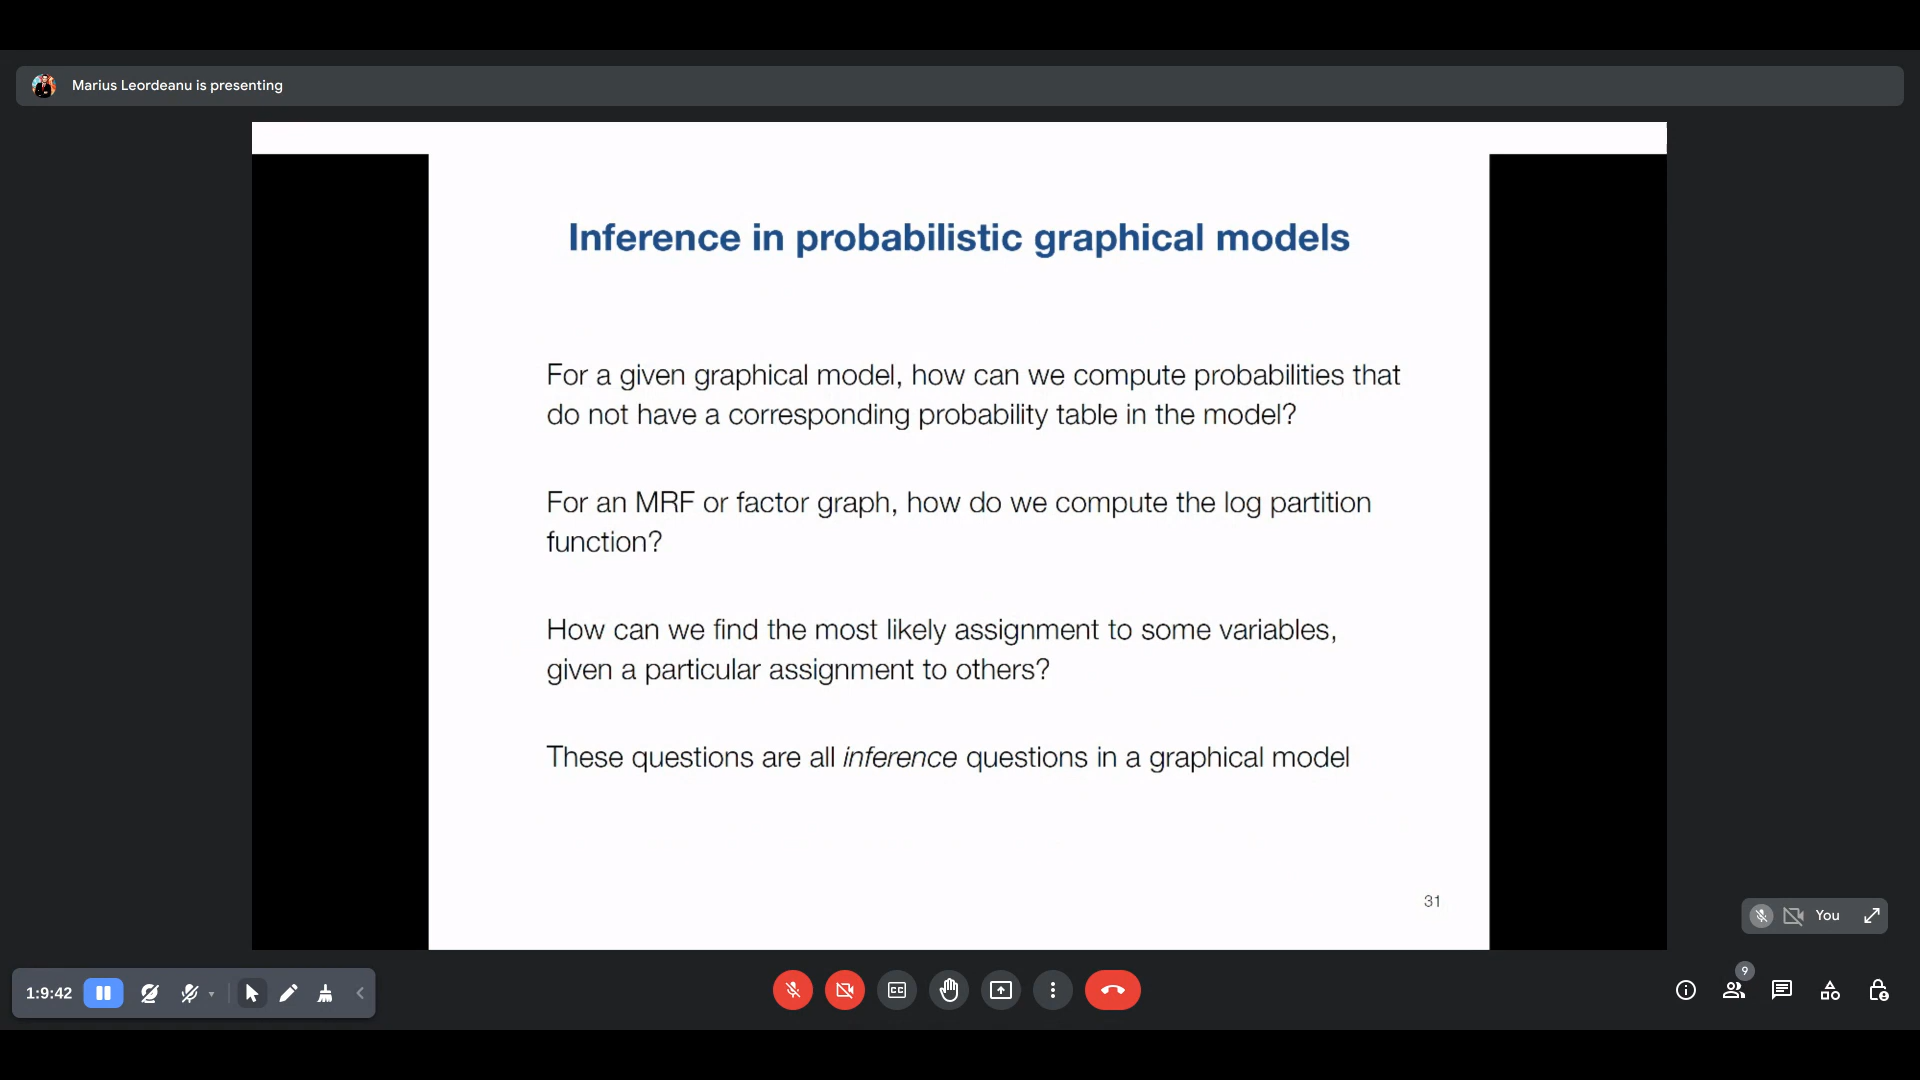 Marius Leordeanu is presenting
Inference in probabilistic graphical models
For a given graphical model, how can we compute probabilities that
do not have a corresponding probability table in the model?
For an MRF or factor graph, how do we compute the log partition
function?
How can we find the most likely assignment to some variables,
given a particular assignment to others?
These questions are all inference questions in a graphical model
31
You
1:9:42
CC
9